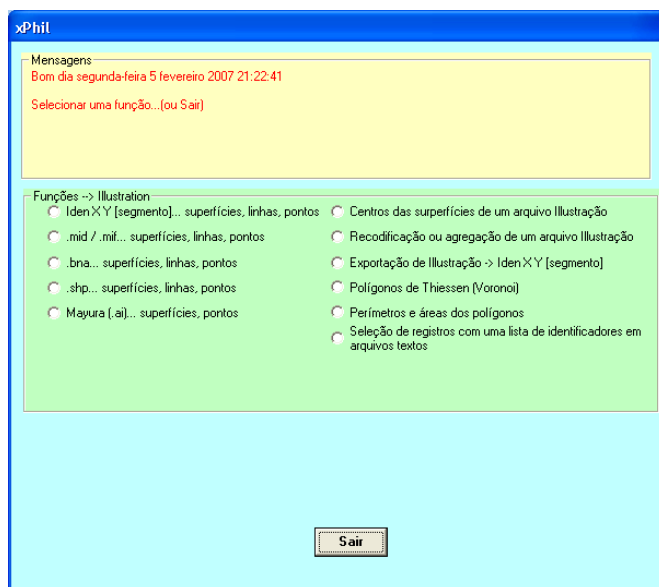 xPhil
Mensagens
Bom dia segunda-feira 5 fevereiro 2007 21:22:41
Selecionar uma função...(ou Sair)
Funções --> Illustration
Iden X Y [segmento]... superfícies, linhas, pontos
.mid / .mif... superfícies, linhas, pontos
.bna... superfícies, linhas, pontos
.shp... superfícies, linhas, pontos
Mayura (.ai)... superfícies, pontos
Centros das surperfícies de um arquivo Illustração
Recodificação ou agregação de um arquivo Illustração
Exportação de Illustração -> Iden X Y [segmento]
Polígonos de Thiessen (Voronoi)
Perímetros e áreas dos polígonos
Seleção de registros com uma lista de identificadores em
arquivos textos
Sair